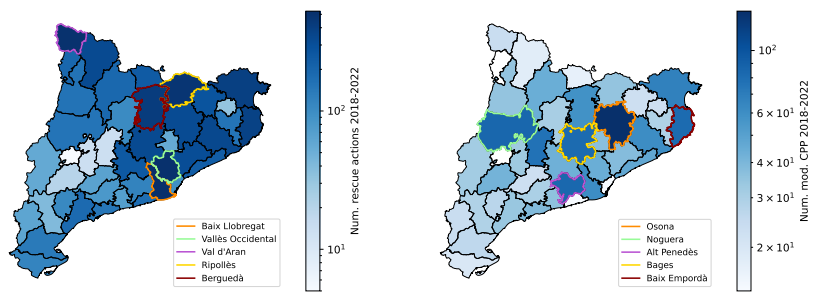 10²
10¹
Num. rescue actions 2018-2022
Baix Llobregat
Vallès Occidental
Val d'Aran
Ripollès
Berguedà
10²
6 × 10¹
4 × 10¹
3 × 10¹
2 × 10¹
Num. mod. CPP 2018-2022
Osona
Noguera
Alt Penedès
Bages
Baix Empordà